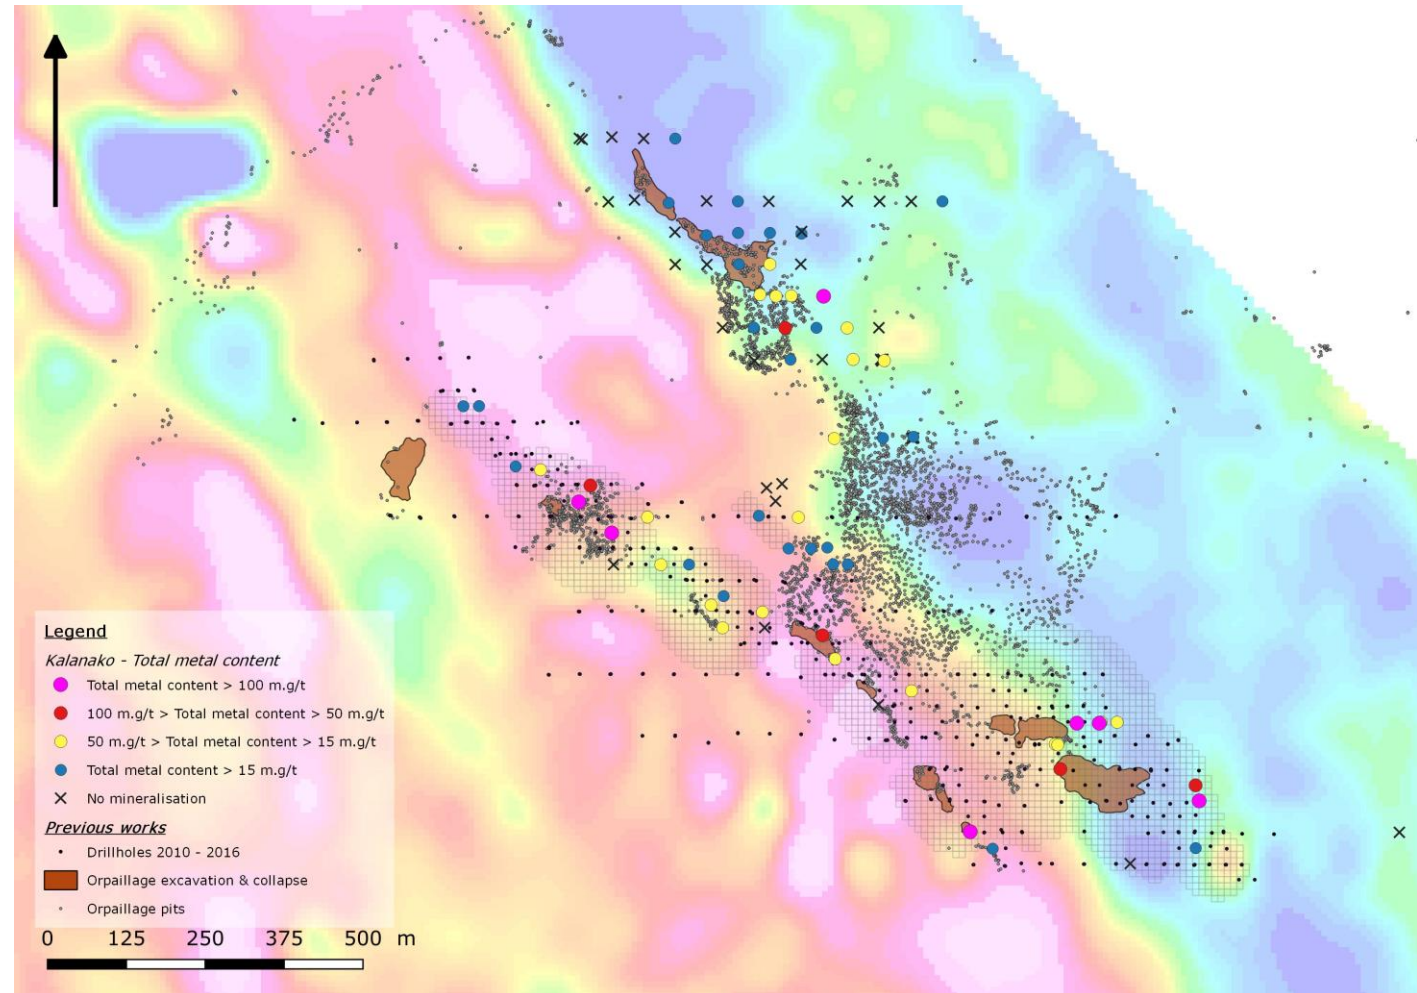 Legend
Kalanako - Total metal content
Total metal content > 100 m.g/t
100 m.g/t > Total metal content > 50 m.g/t
50 m.g/t > Total metal content > 15 m.g/t
Total metal content > 15 m.g/t
No mineralisation
Previous works
Drillholes 2010 - 2016
Orpaillage excavation & collapse
Orpaillage pits
0 125 250 375 500 m